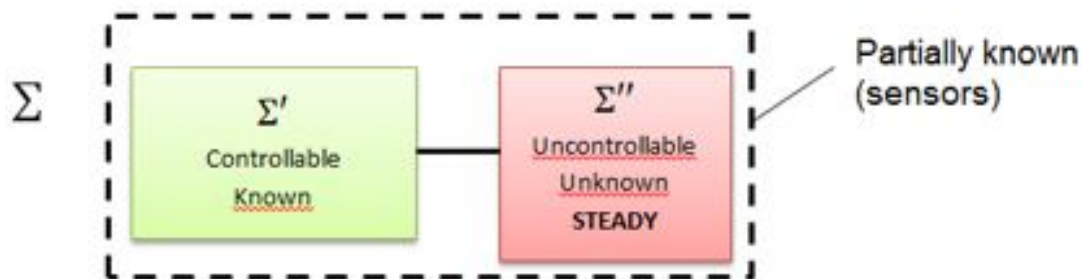 Σ
Σ′
Controllable
Known
Σ″
Uncontrollable
Unknown
STEADY
Partially known
(sensors)